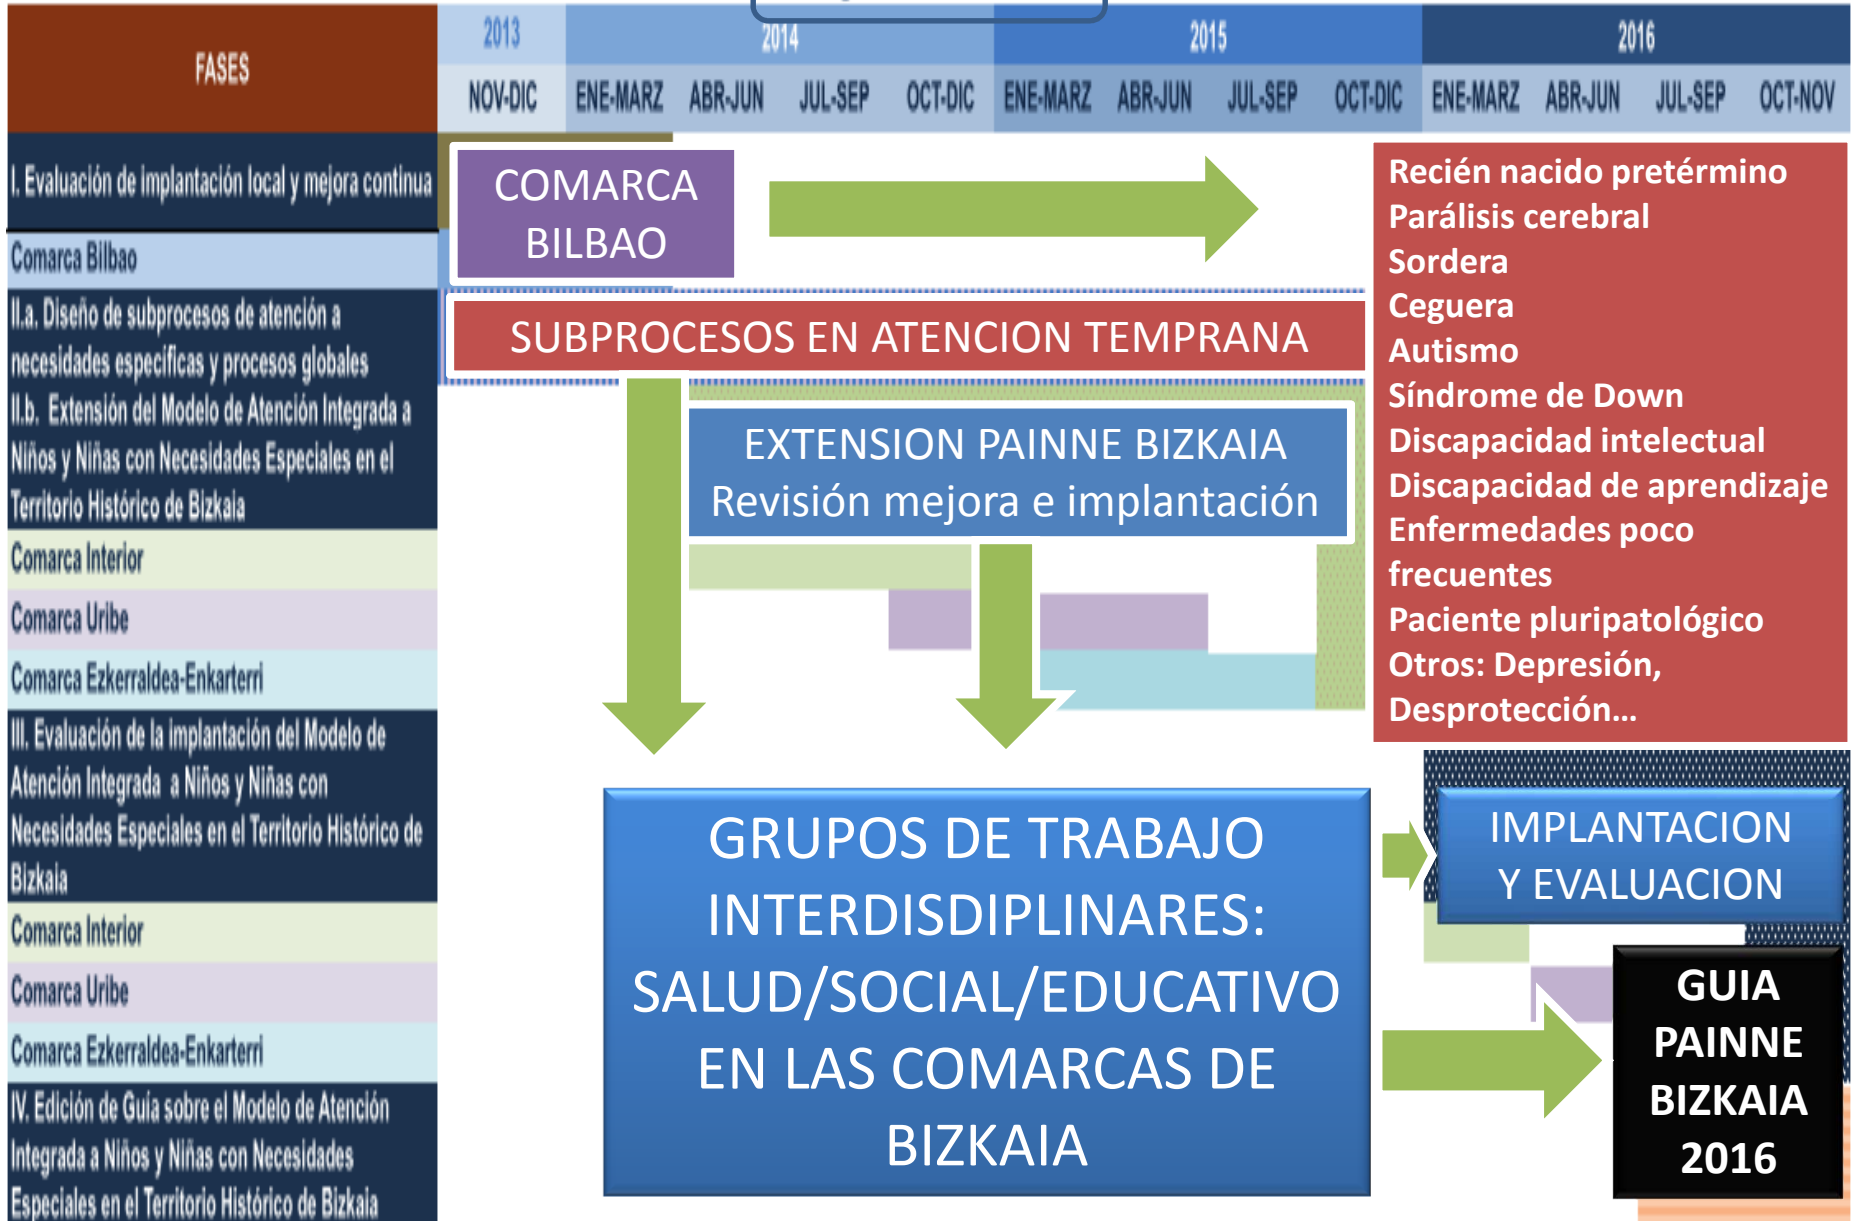 FASES
2013
2014
2015
2016
NOV-DIC
ENE-MARZ
ABR-JUN
JUL-SEP
OCT-DIC
ENE-MARZ
ABR-JUN
JUL-SEP
OCT-DIC
ENE-MARZ
ABR-JUN
JUL-SEP
OCT-NOV
I. Evaluación de implantación local y mejora continua
Comarca Bilbao
II.a. Diseño de subprocesos de atención a
necesidades específicas y procesos globales
II.b. Extensión del Modelo de Atención Integrada a
Niños y Niñas con Necesidades Especiales en el
Territorio Histórico de Bizkaia
Comarca Interior
Comarca Uribe
Comarca Ezkerraldea-Enkarterri
III. Evaluación de la implantación del Modelo de
Atención Integrada a Niños y Niñas con
Necesidades Especiales en el Territorio Histórico de
Bizkaia
Comarca Interior
Comarca Uribe
Comarca Ezkerraldea-Enkarterri
IV. Edición de Guía sobre el Modelo de Atención
Integrada a Niños y Niñas con Necesidades
Especiales en el Territorio Histórico de Bizkaia
COMARCA
BILBAO
SUBPROCESOS EN ATENCION TEMPRANA
EXTENSION PAINNE BIZKAIA
Revisión mejora e implantación
Recién nacido pretérmino
Parálisis cerebral
Sordera
Ceguera
Autismo
Síndrome de Down
Discapacidad intelectual
Discapacidad de aprendizaje
Enfermedades poco
frecuentes
Paciente pluripatológico
Otros: Depresión,
Desprotección...
GRUPOS DE TRABAJO
INTERDISDIPLINARES:
SALUD/SOCIAL/EDUCATIVO
EN LAS COMARCAS DE
BIZKAIA
IMPLANTACION
Y EVALUACION
GUIA
PAINNE
BIZKAIA
2016